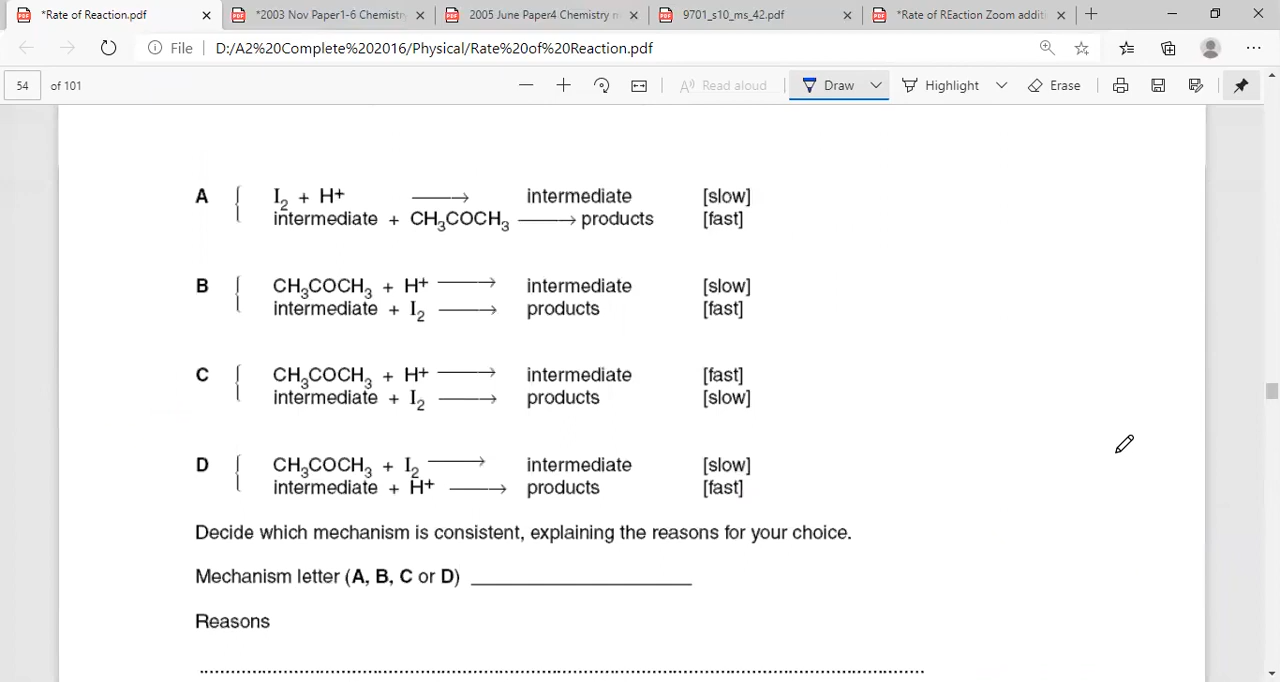 *Rate of Reaction.pdf
*2003 Nov Paper1-6 Chemistry
2005 June Paper4 Chemistry m
9701_s10_ms_42.pdf
*Rate of REaction Zoom additi
File D:/A2%20Complete%202016/Physical/Rate%20of%20Reaction.pdf
54 of 101
Read aloud Draw Highlight Erase
A I₂ + H⁺ → intermediate [slow]
intermediate + CH₃COCH₃ → products [fast]
B CH₃COCH₃ + H⁺ → intermediate [slow]
intermediate + I₂ → products [fast]
C CH₃COCH₃ + H⁺ → intermediate [fast]
intermediate + I₂ → products [slow]
D CH₃COCH₃ + I₂ → intermediate [slow]
intermediate + H⁺ → products [fast]
Decide which mechanism is consistent, explaining the reasons for your choice.
Mechanism letter (A, B, C or D)
Reasons